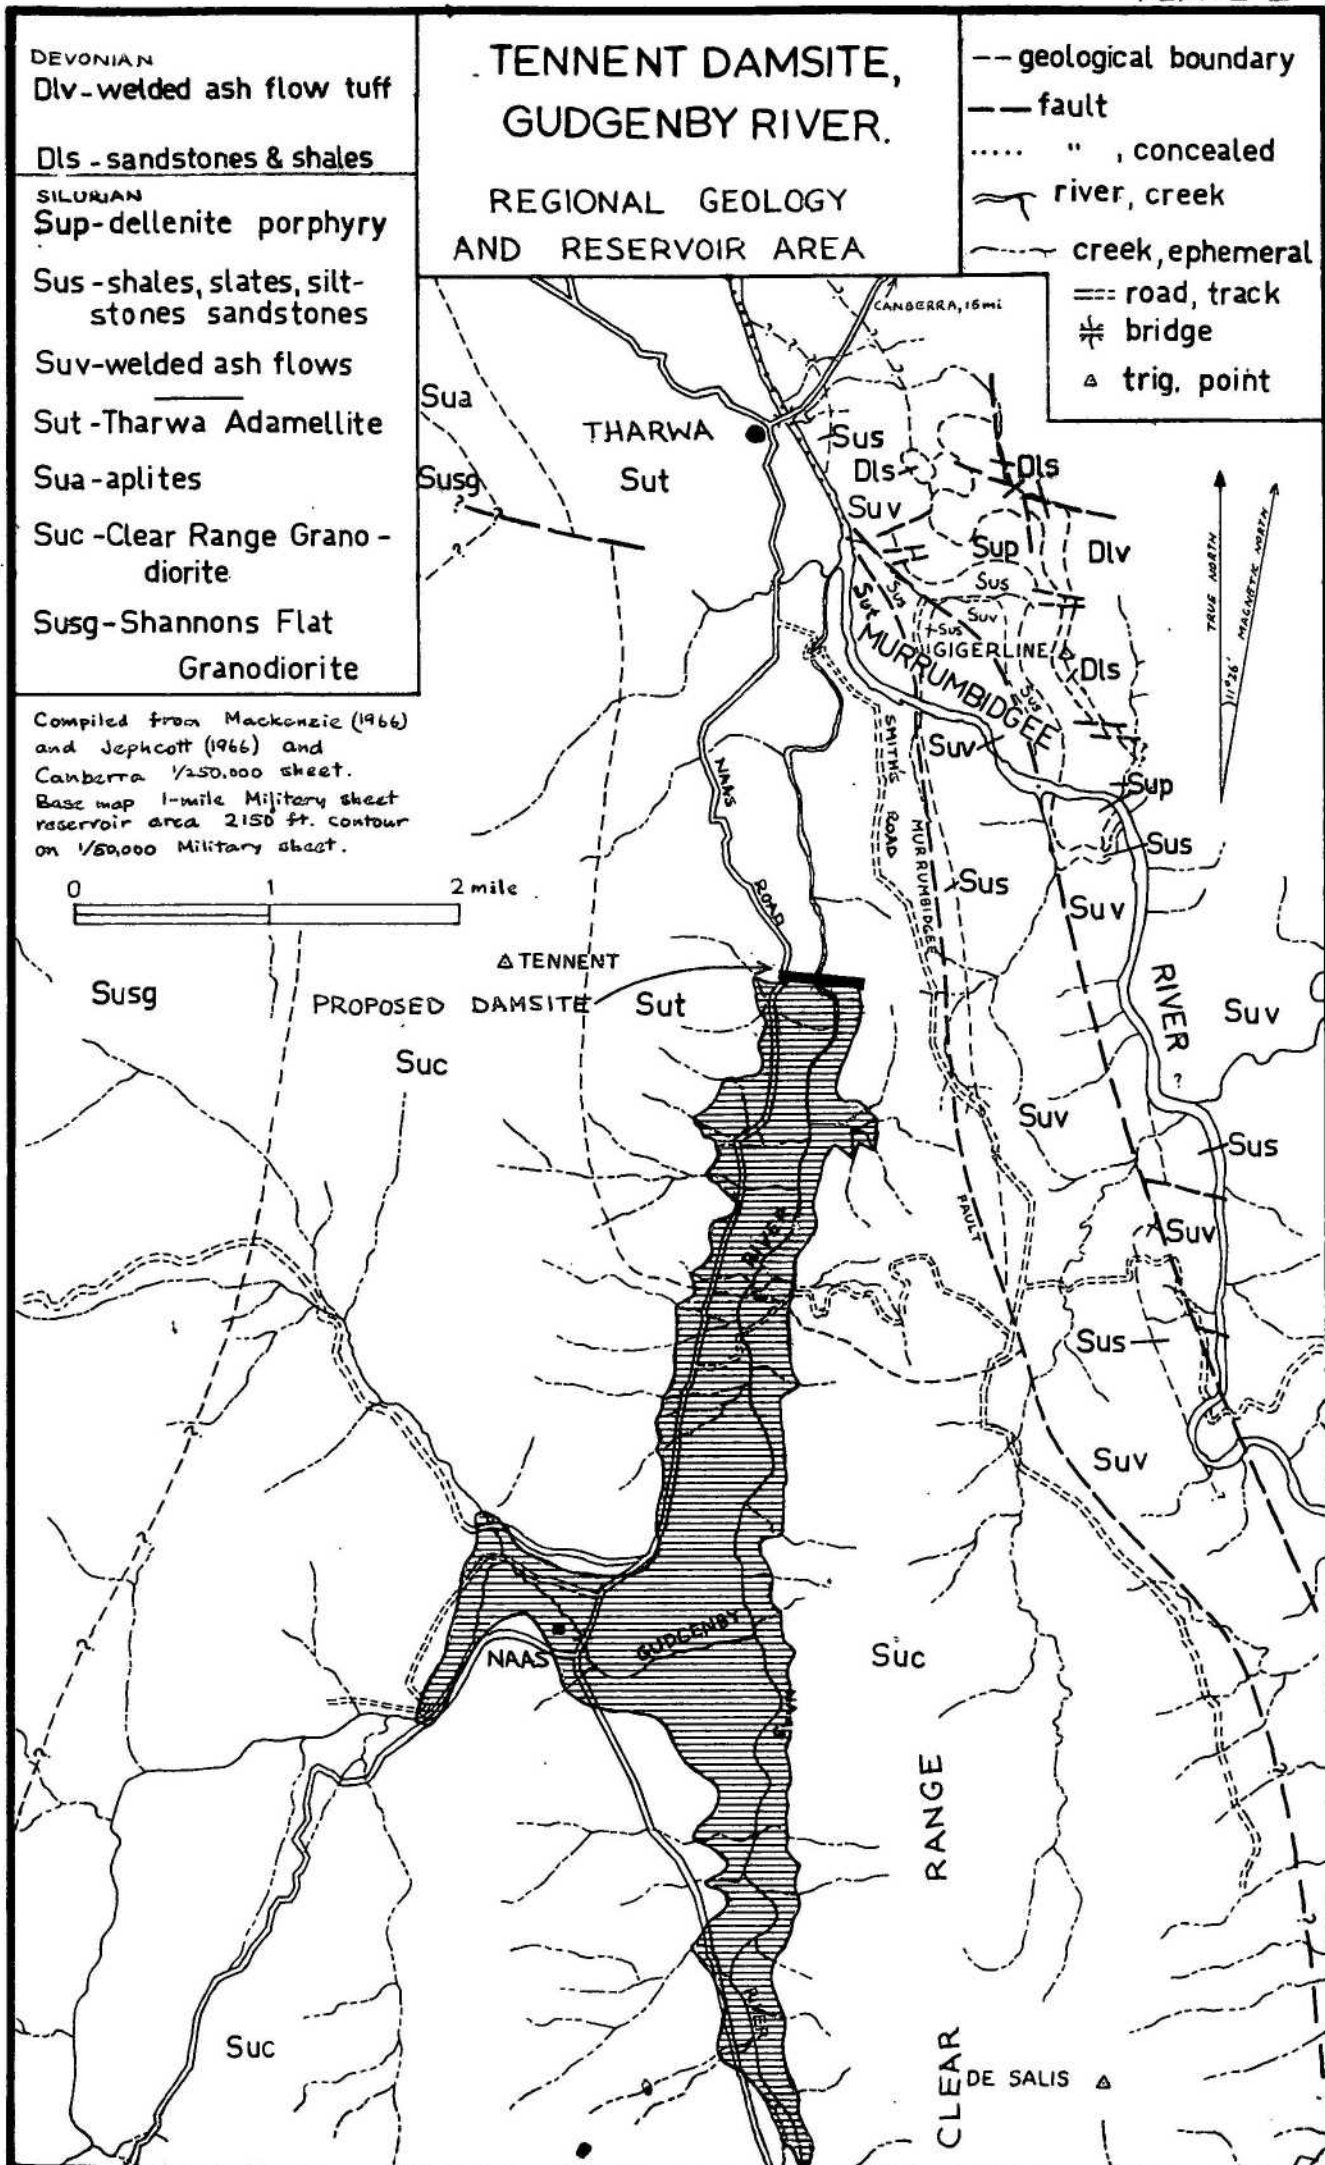 DEVONIAN
Dlv-welded ash flow tuff
Dls - sandstones & shales
SILURIAN
Sup-dellenite porphyry
Sus -shales, slates, silt-
stones sandstones
Suv-welded ash flows
Sut -Tharwa Adamellite
Sua -aplites
Suc -Clear Range Grano -
diorite
Susg-Shannons Flat
Granodiorite
Compiled from Mackenzie (1966)
and Jephcott (1966) and
Canberra 1/250,000 sheet.
Base map 1-mile Military sheet
reservoir area 2150 ft. contour
on 1/50,000 Military sheet.
0 1 2 mile
TENNENT DAMSITE,
GUDGENBY RIVER.
REGIONAL GEOLOGY
AND RESERVOIR AREA
-- geological boundary
fault
" , concealed
river, creek
creek, ephemeral
road, track
bridge
trig. point
CANBERRA, 15mi
Sua
THARWA
Sus
Dls
Dls
Susg
Sut
Suv
Sup
Dlv
Sus
Sus
Sut
Suv
Sus
GIGERLINE
Dls
MURRUMBIDGEE
Sus
Suv
Sup
Sus
TRUE NORTH
MAGNETIC NORTH
11°26'
NAAS
ROAD
SMITHS
ROAD
MURRUMBIDGEE
FAULT
Sus
Suv
RIVER
Suv
TENNENT
PROPOSED DAMSITE
Sut
Susg
Suc
Suv
Sus
Suv
RIVER
Sus
Suv
NAAS
GUDGENBY
NAAS
RIVER
Suc
Suc
CLEAR RANGE
DE SALIS